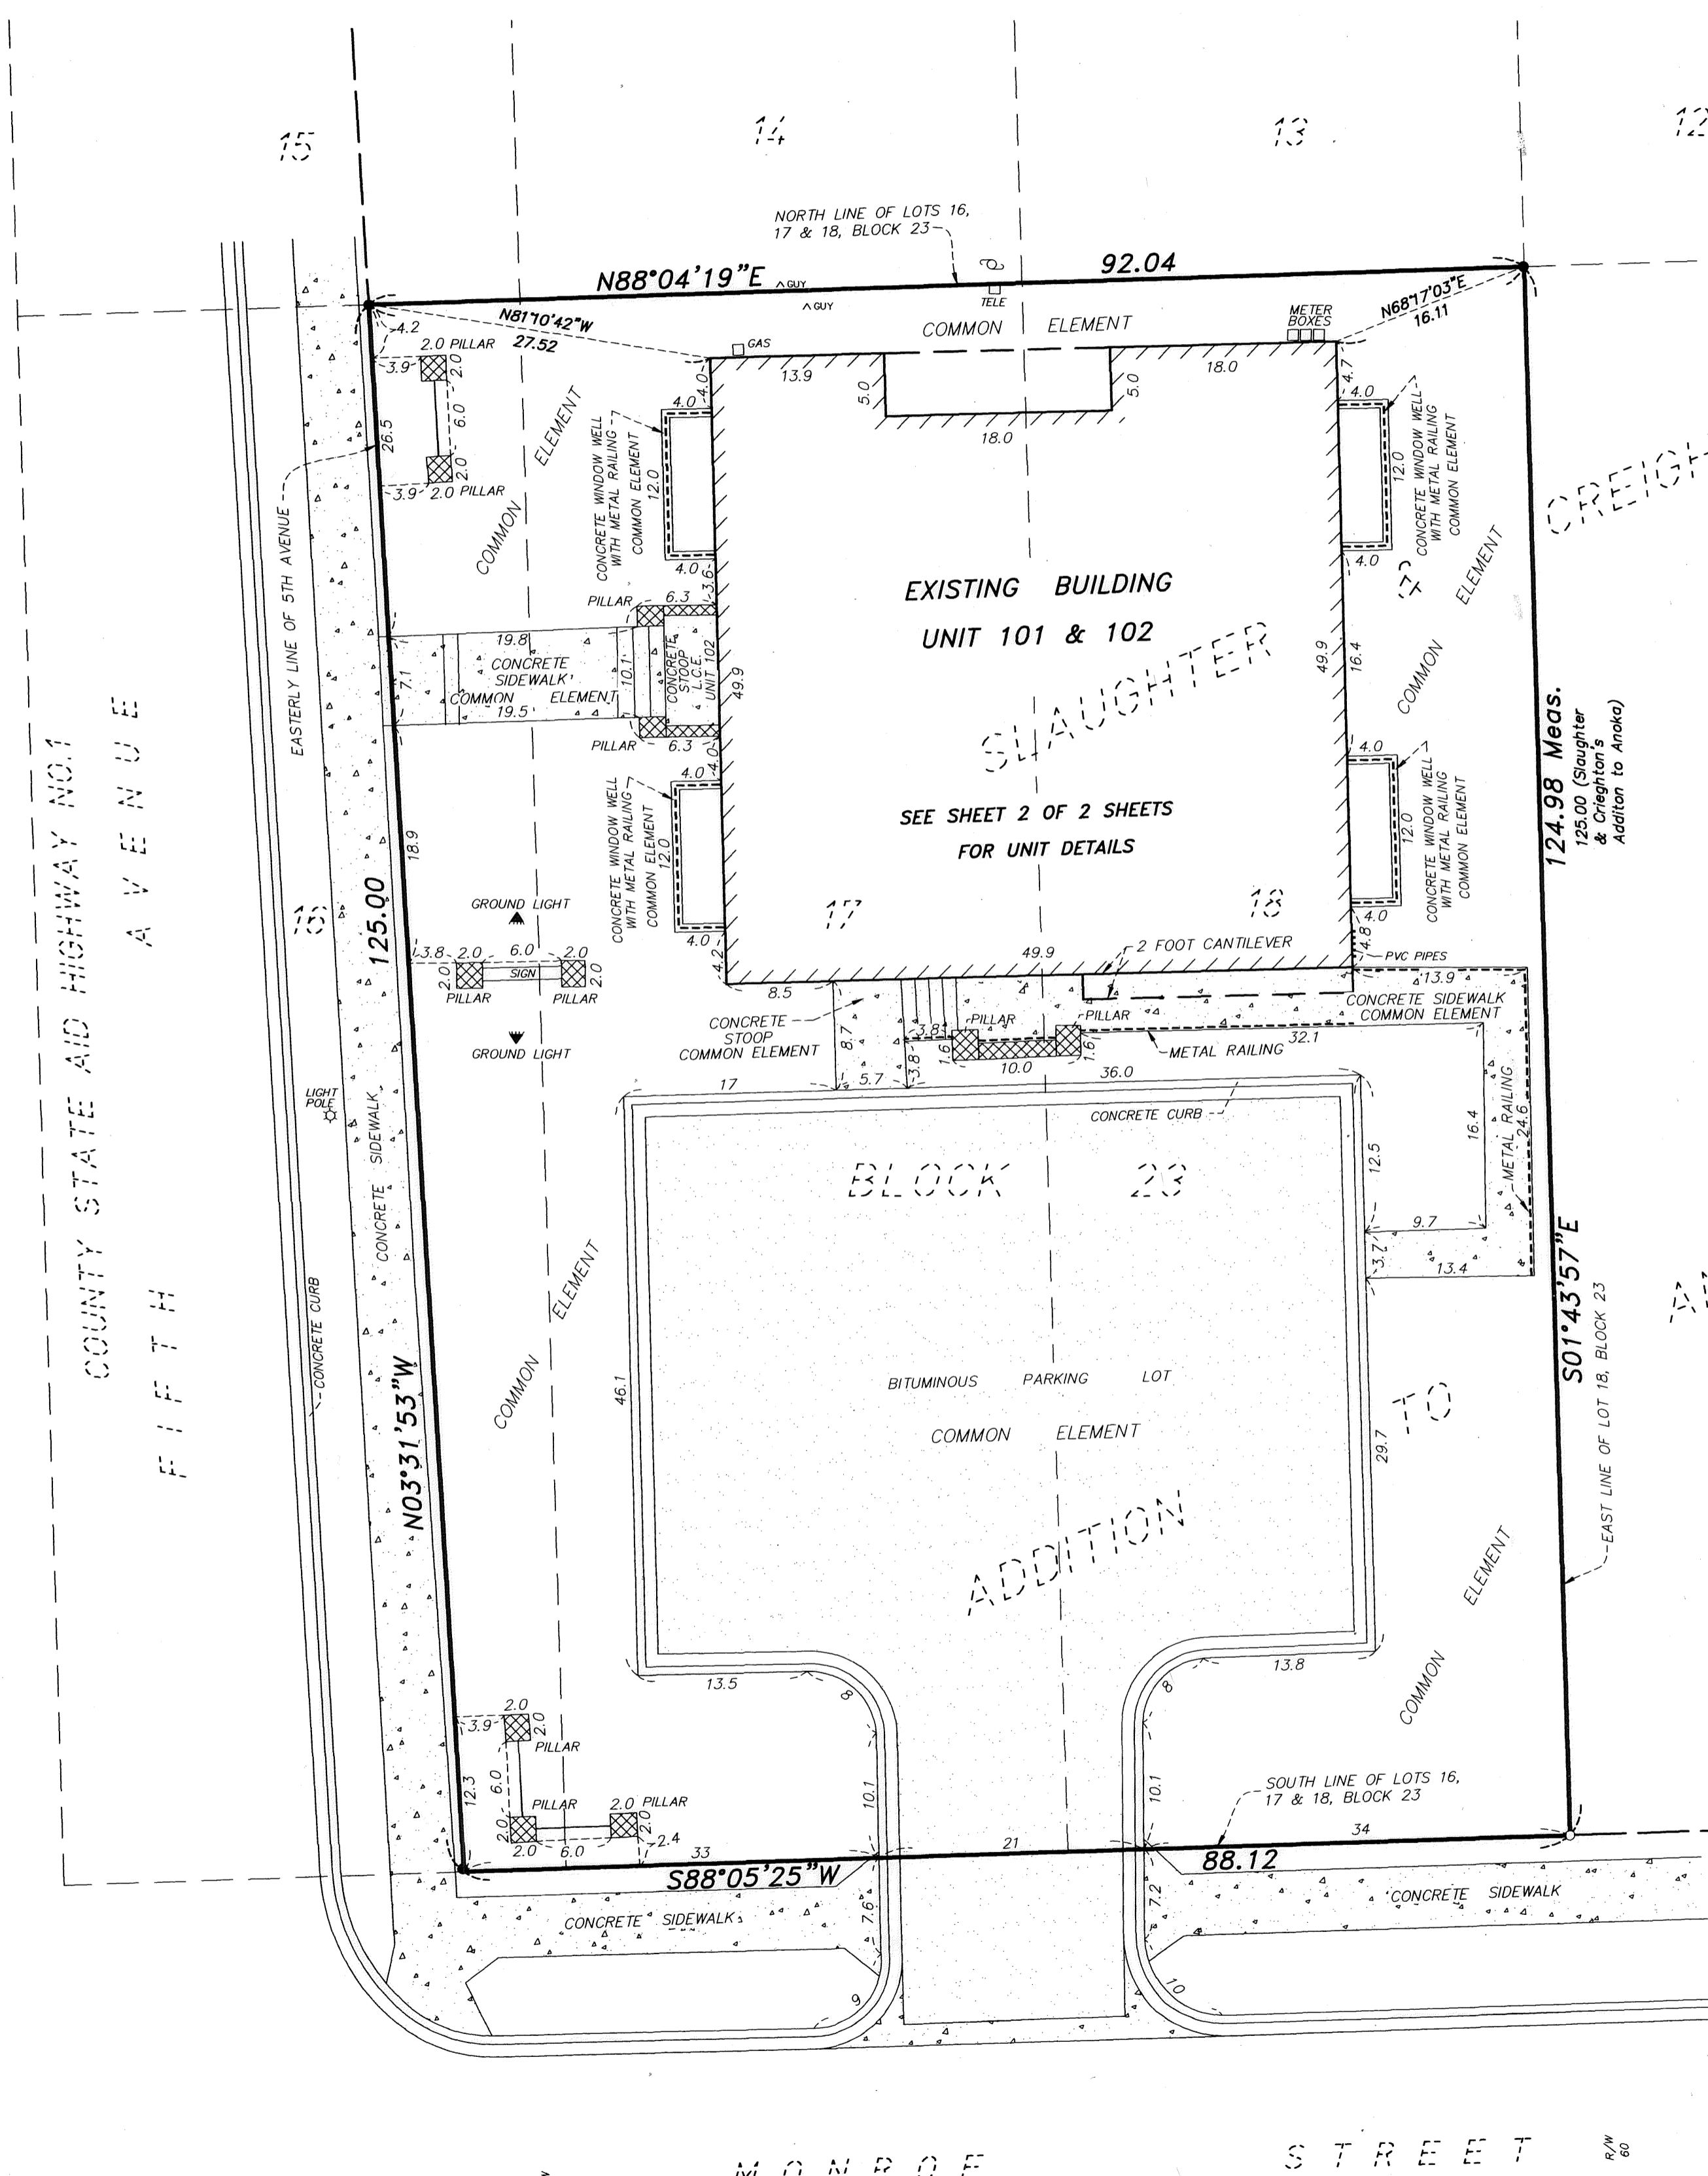 15
14
13
12
NORTH LINE OF LOTS 16,
17 & 18, BLOCK 23
N88°04'19"E
92.04
GUY
GUY
TELE
N81°10'42"W
27.52
N68°17'03"E
16.11
METER
BOXES
COMMON ELEMENT
GAS
4.2
2.0 PILLAR
2.0
3.9
6.0
26.5
2.0
3.9
2.0 PILLAR
COMMON ELEMENT
13.9
5.0
18.0
5.0
18.0
4.0
4.0
12.0
4.0
3.6
CONCRETE WINDOW WELL
WITH METAL RAILING
COMMON ELEMENT
4.7
4.0
12.0
4.0
CONCRETE WINDOW WELL
WITH METAL RAILING
COMMON ELEMENT
CREIGH
EASTERLY LINE OF 5TH AVENUE
EXISTING BUILDING
UNIT 101 & 102
SLAUGHTER
SEE SHEET 2 OF 2 SHEETS
FOR UNIT DETAILS
PILLAR
6.3
19.8
CONCRETE
SIDEWALK
COMMON ELEMENT
19.5
7.1
10.1
CONCRETE
STOOP
L.C.E.
UNIT 102
49.9
PILLAR
6.3
4.0
49.9
16.4
COMMON ELEMENT
124.98 Meas.
125.00 (Slaughter
& Crieghton's
Additon to Anoka)
4.0
12.0
4.0
4.2
CONCRETE WINDOW WELL
WITH METAL RAILING
COMMON ELEMENT
4.0
12.0
4.0
4.8
CONCRETE WINDOW WELL
WITH METAL RAILING
COMMON ELEMENT
COUNTY STATE AID HIGHWAY NO.1
FIFTH AVENUE
18.9
125.00
16
17
18
GROUND LIGHT
3.8
2.0
6.0
2.0
2.0
SIGN
2.0
PILLAR
PILLAR
GROUND LIGHT
49.9
2 FOOT CANTILEVER
PVC PIPES
8.5
13.9
CONCRETE SIDEWALK
COMMON ELEMENT
CONCRETE
STOOP
COMMON ELEMENT
8.7
3.8
PILLAR
PILLAR
1.6
1.6
3.8
10.0
5.7
METAL RAILING
32.1
17
36.0
CONCRETE CURB
LIGHT
POLE
CONCRETE SIDEWALK
BLOCK 23
12.5
16.4
METAL RAILING
24.6
9.7
3.7
13.4
S01°43'57"E
EAST LINE OF LOT 18, BLOCK 23
CONCRETE CURB
COMMON ELEMENT
N03°31'53"W
46.1
BITUMINOUS PARKING LOT
COMMON ELEMENT
TO
29.7
ADDITION
COMMON ELEMENT
13.5
8
13.8
8
3.9
2.0
2.0
PILLAR
6.0
12.3
PILLAR
2.0
2.0 PILLAR
2.0
2.0
6.0
2.4
33
10.1
10.1
21
SOUTH LINE OF LOTS 16,
17 & 18, BLOCK 23
34
S88°05'25"W
88.12
CONCRETE SIDEWALK
7.6
7.2
CONCRETE SIDEWALK
9
10
MONROE STREET
R/W
60